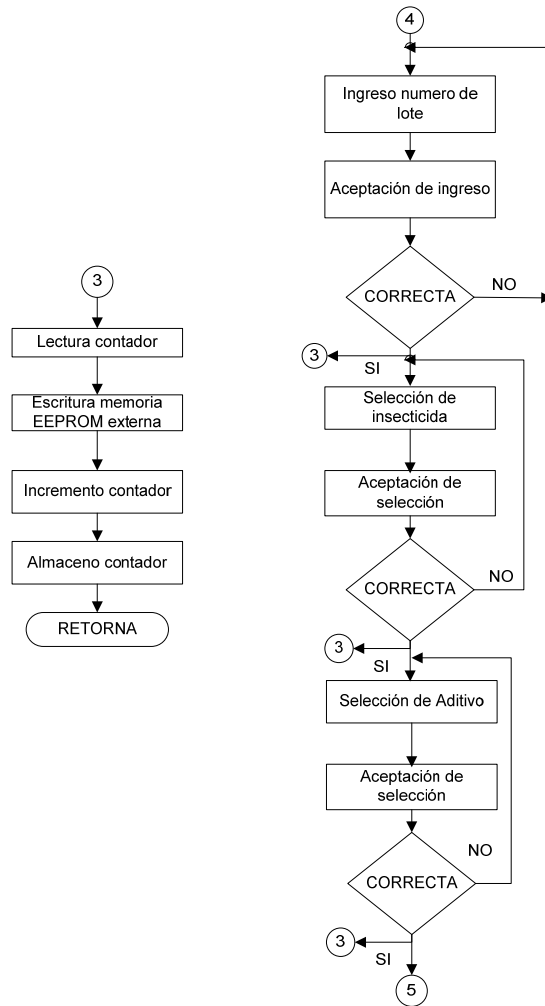 3
Lectura contador
Escritura memoria
EEPROM externa
Incremento contador
Almaceno contador
RETORNA
4
Ingreso numero de
lote
Aceptación de ingreso
CORRECTA
NO
3
SI
Selección de
insecticida
Aceptación de
selección
CORRECTA
NO
3
SI
Selección de Aditivo
Aceptación de
selección
NO
CORRECTA
3
SI
5